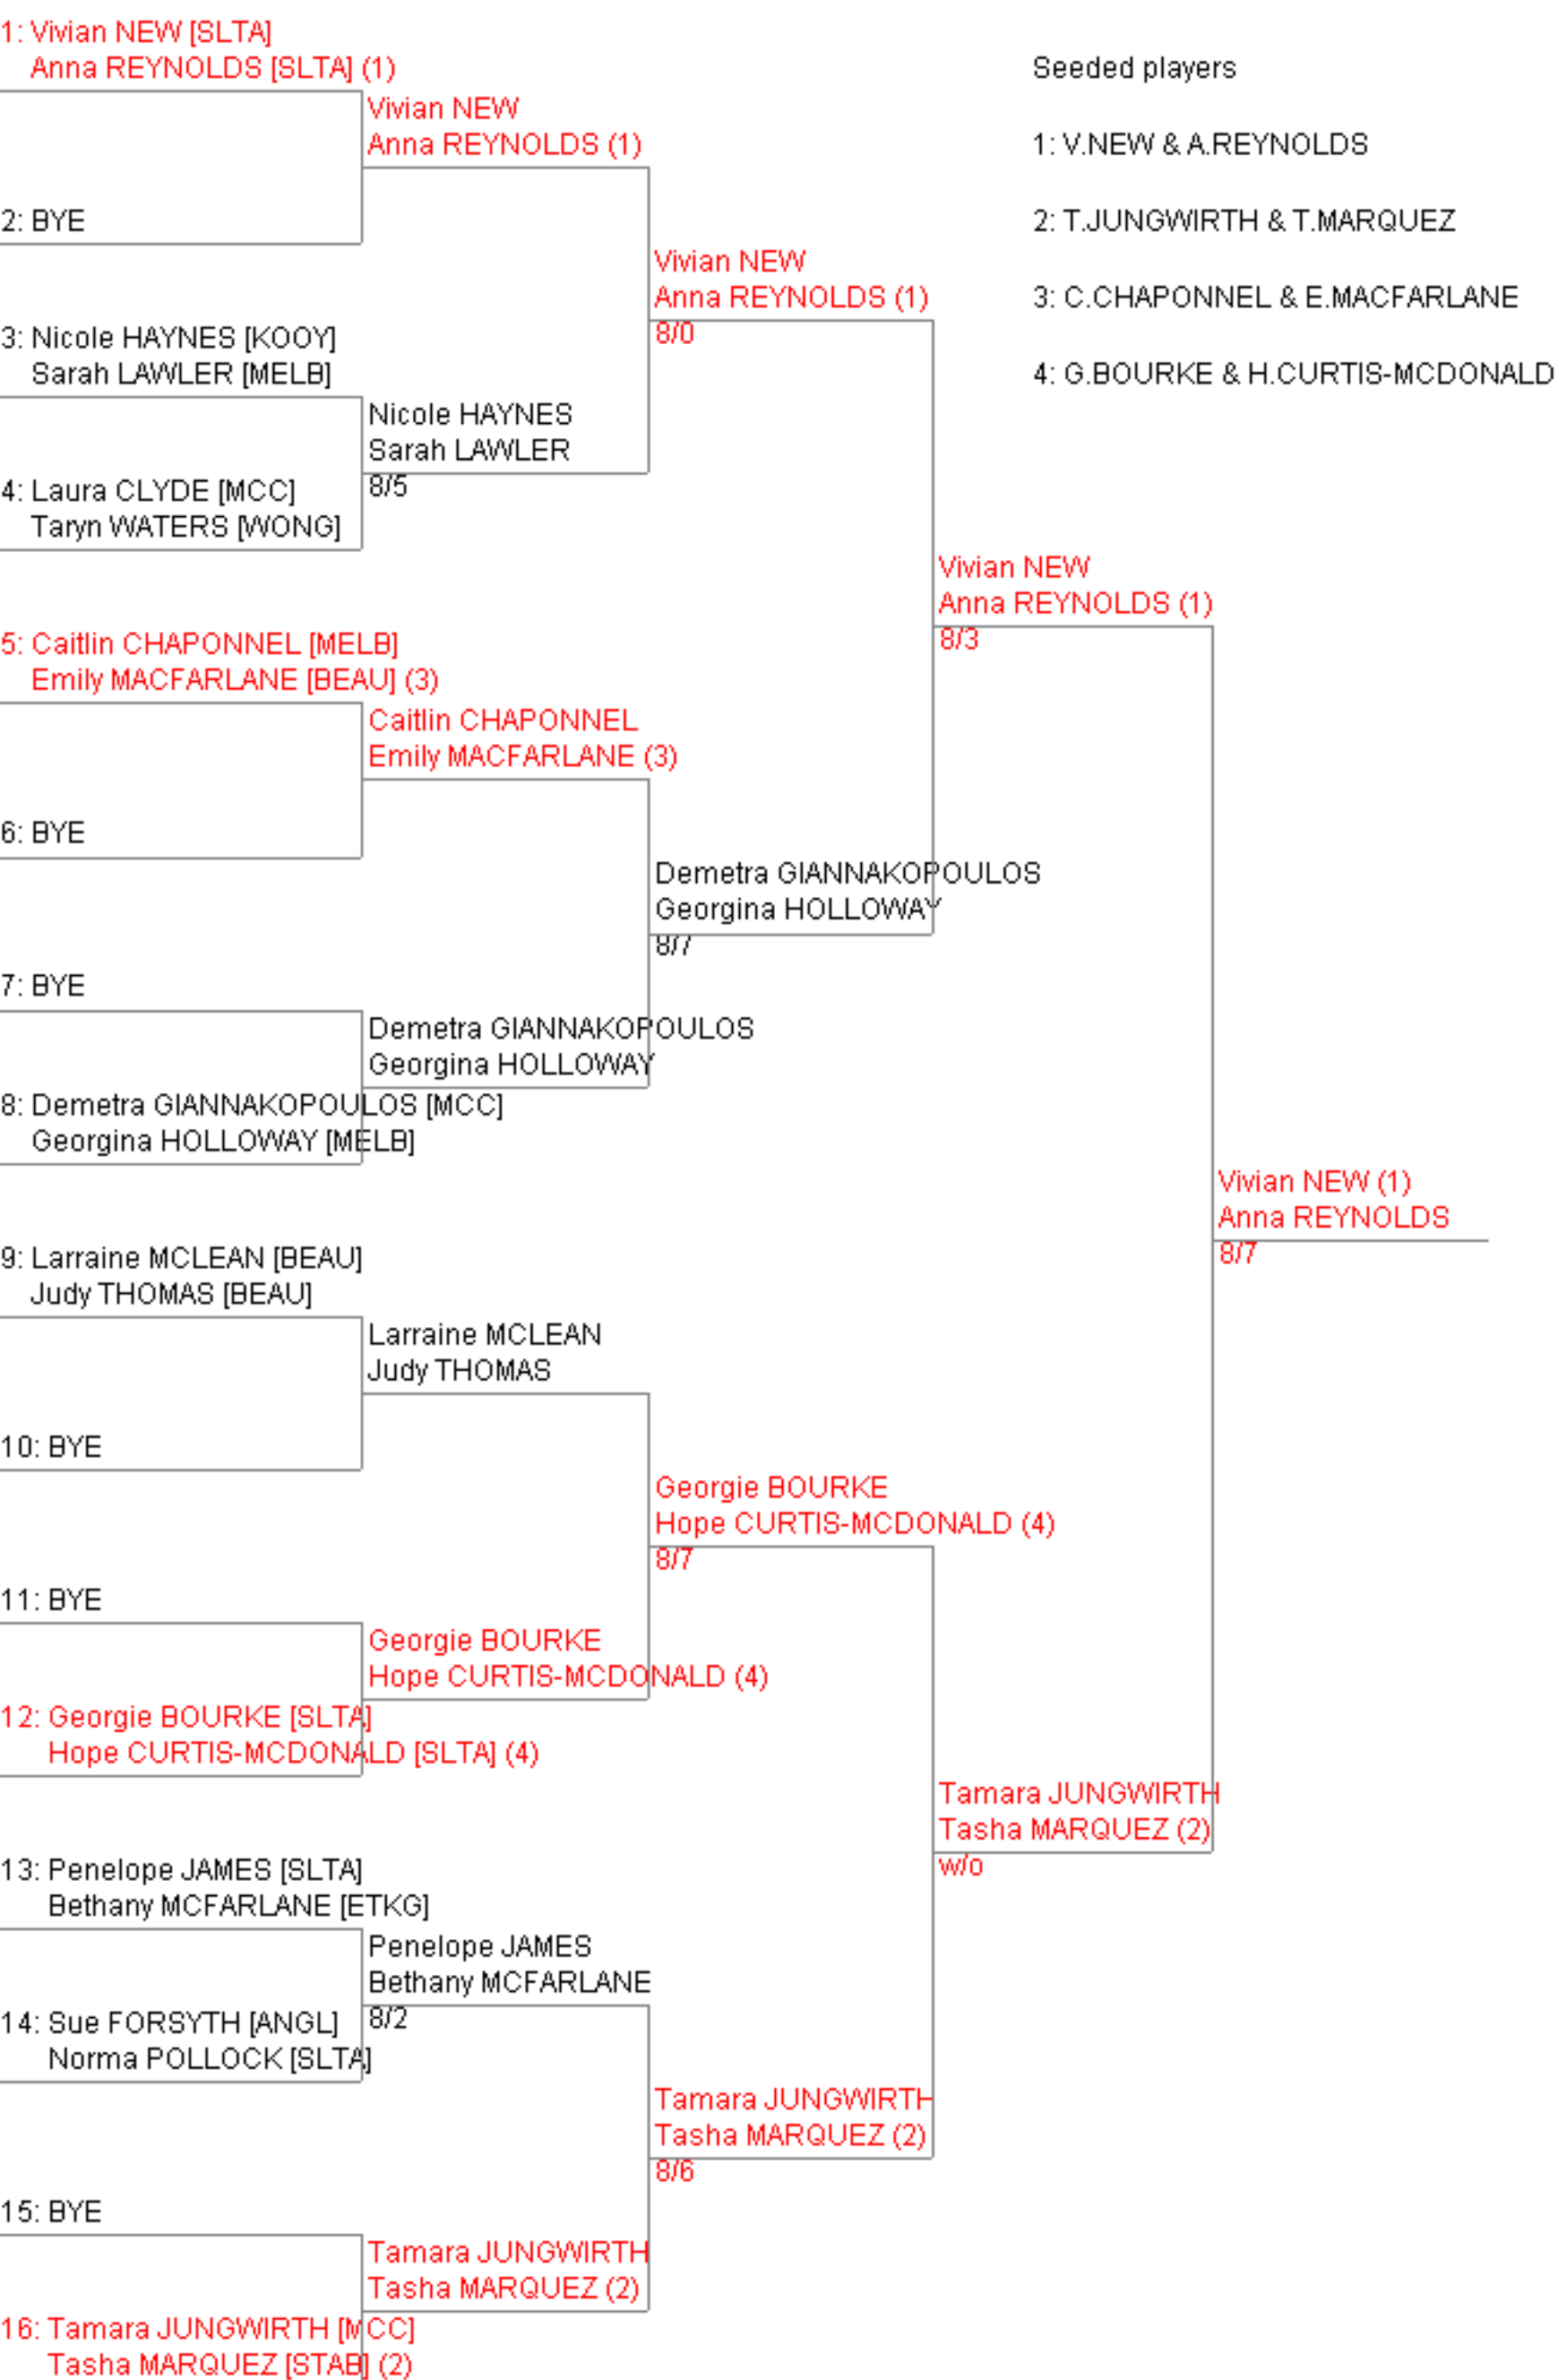 1: Vivian NEW [SLTA]
Anna REYNOLDS [SLTA] (1)
2: BYE
3: Nicole HAYNES [KOOY]
Sarah LAWLER [MELB]
4: Laura CLYDE [MCC]
Taryn WATERS [WONG]
5: Caitlin CHAPONNEL [MELB]
Emily MACFARLANE [BEAU] (3)
6: BYE
7: BYE
8: Demetra GIANNAKOPOULOS [MCC]
Georgina HOLLOWAY [MELB]
9: Larraine MCLEAN [BEAU]
Judy THOMAS [BEAU]
10: BYE
11: BYE
12: Georgie BOURKE [SLTA]
Hope CURTIS-MCDONALD [SLTA] (4)
13: Penelope JAMES [SLTA]
Bethany MCFARLANE [ETKG]
14: Sue FORSYTH [ANGL]
Norma POLLOCK [SLTA]
15: BYE
16: Tamara JUNGWIRTH [MCC]
Tasha MARQUEZ [STAB] (2)
Vivian NEW
Anna REYNOLDS (1)
Nicole HAYNES
Sarah LAWLER
8/5
Caitlin CHAPONNEL
Emily MACFARLANE (3)
Demetra GIANNAKOPOULOS
Georgina HOLLOWAY
Larraine MCLEAN
Judy THOMAS
Georgie BOURKE
Hope CURTIS-MCDONALD (4)
Penelope JAMES
Bethany MCFARLANE
8/2
Tamara JUNGWIRTH
Tasha MARQUEZ (2)
Vivian NEW
Anna REYNOLDS (1)
8/0
Demetra GIANNAKOPOULOS
Georgina HOLLOWAY
8/7
Georgie BOURKE
Hope CURTIS-MCDONALD (4)
8/7
Tamara JUNGWIRTH
Tasha MARQUEZ (2)
8/6
Vivian NEW
Anna REYNOLDS (1)
8/3
Tamara JUNGWIRTH
Tasha MARQUEZ (2)
w/o
Vivian NEW (1)
Anna REYNOLDS
8/7
Seeded players
1: V.NEW & A.REYNOLDS
2: T.JUNGWIRTH & T.MARQUEZ
3: C.CHAPONNEL & E.MACFARLANE
4: G.BOURKE & H.CURTIS-MCDONALD